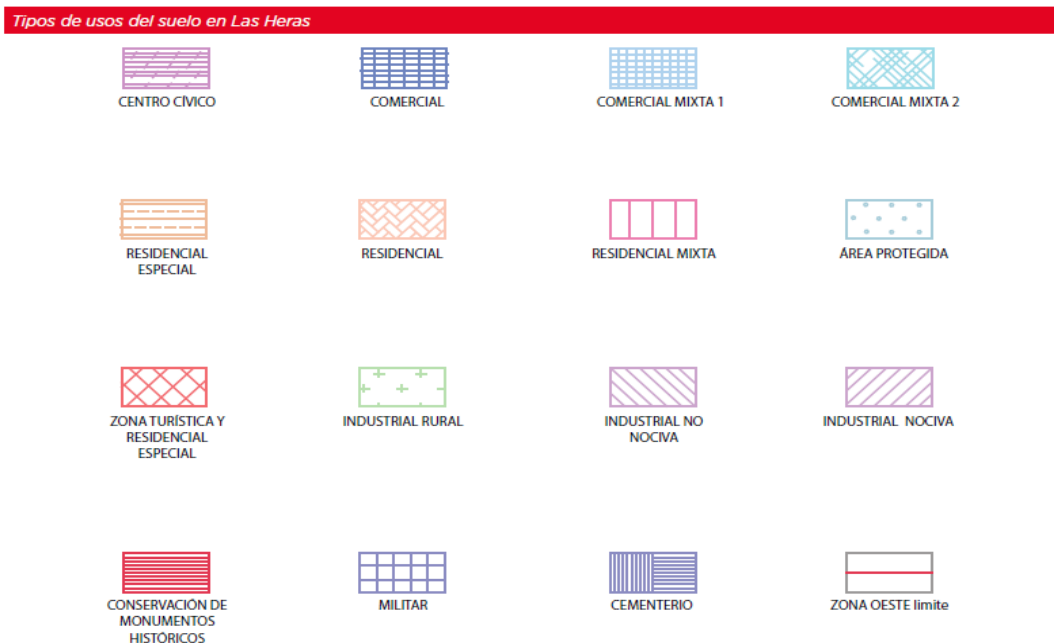 Tipos de usos del suelo en Las Heras
CENTRO CÍVICO
COMERCIAL
COMERCIAL MIXTA 1
COMERCIAL MIXTA 2
RESIDENCIAL
ESPECIAL
RESIDENCIAL
RESIDENCIAL MIXTA
ÁREA PROTEGIDA
ZONA TURÍSTICA Y
RESIDENCIAL
ESPECIAL
INDUSTRIAL RURAL
INDUSTRIAL NO
NOCIVA
INDUSTRIAL NOCIVA
CONSERVACIÓN DE
MONUMENTOS
HISTÓRICOS
MILITAR
CEMENTERIO
ZONA OESTE limite